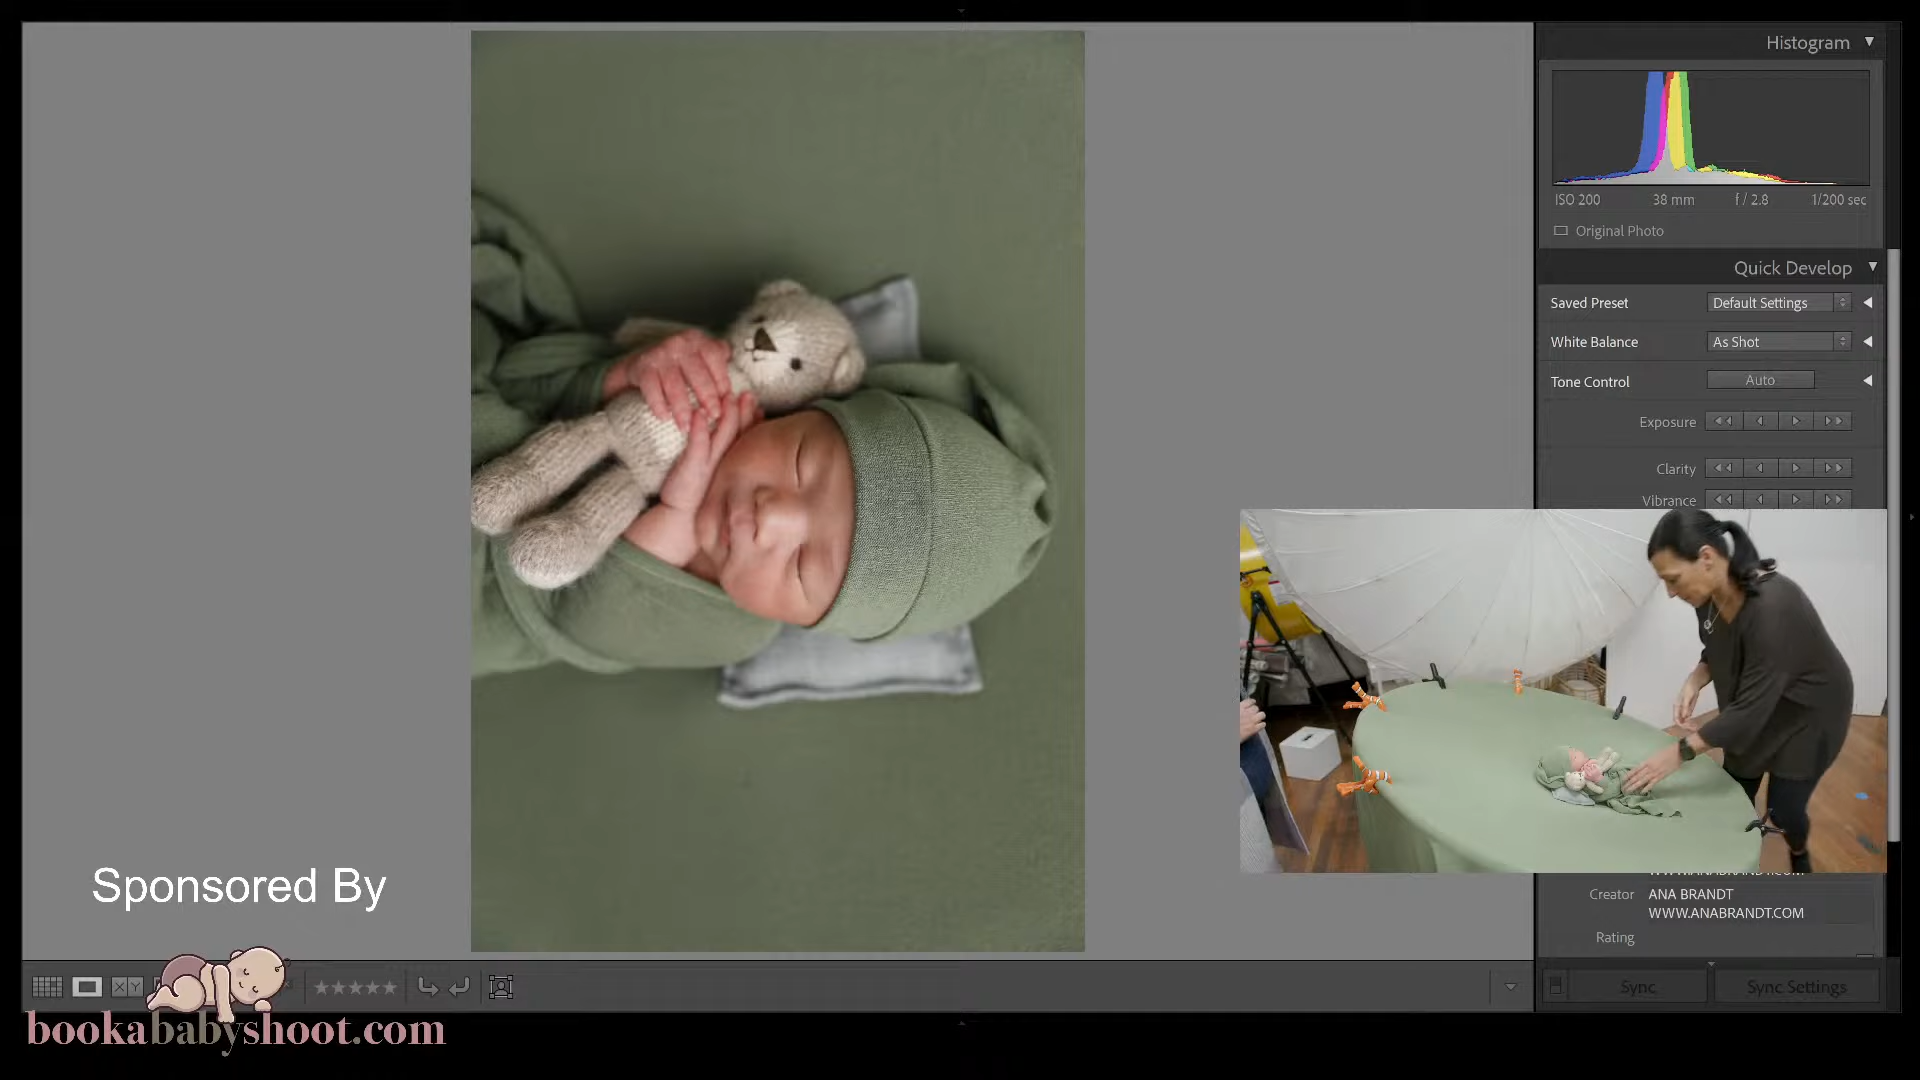 Histogram
ISO 200 38 mm f / 2.8 1/200 sec
Original Photo
Quick Develop
Saved Preset Default Settings
White Balance As Shot
Tone Control Auto
Exposure
Clarity
Vibrance
Creator ANA BRANDT
WWW.ANABRANDT.COM
Rating
Sync Sync Settings
Sponsored By
XY
bookababyshoot.com